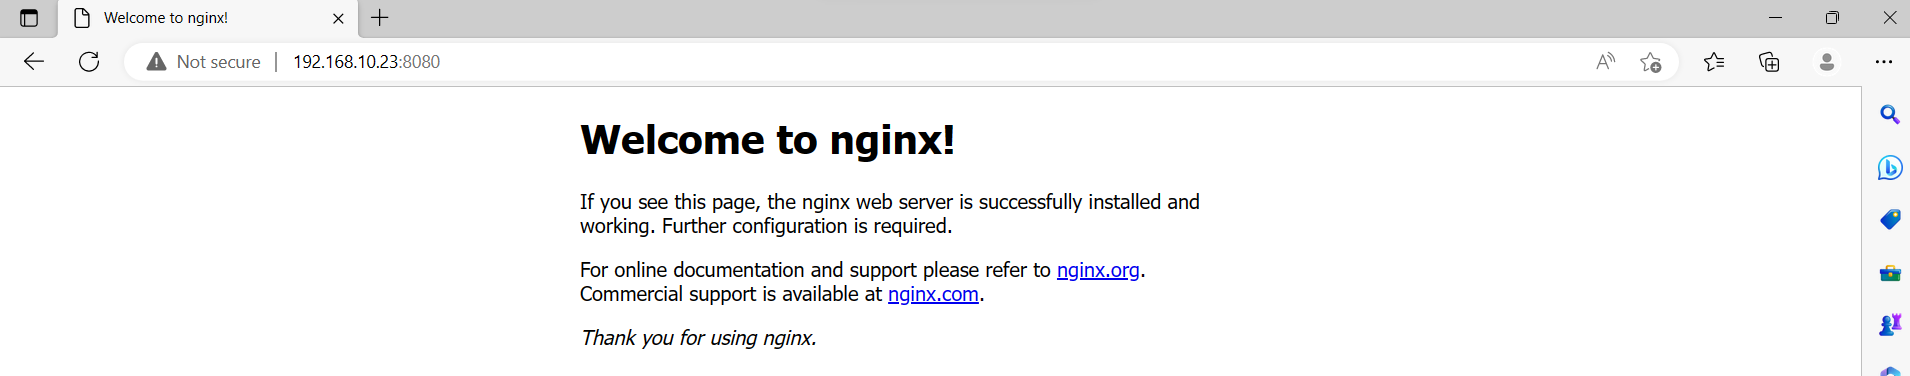 Welcome to nginx!
Not secure
192.168.10.23:8080
Welcome to nginx!
If you see this page, the nginx web server is successfully installed and
working. Further configuration is required.
For online documentation and support please refer to nginx.org.
Commercial support is available at nginx.com.
Thank you for using nginx.